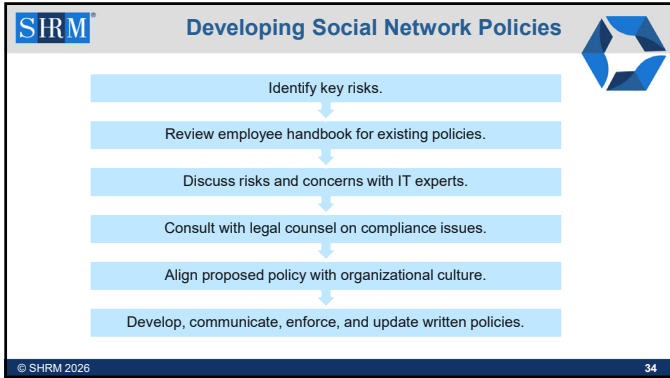 SHRM®
Developing Social Network Policies
Identify key risks.
Review employee handbook for existing policies.
Discuss risks and concerns with IT experts.
Consult with legal counsel on compliance issues.
Align proposed policy with organizational culture.
Develop, communicate, enforce, and update written policies.
© SHRM 2026
34